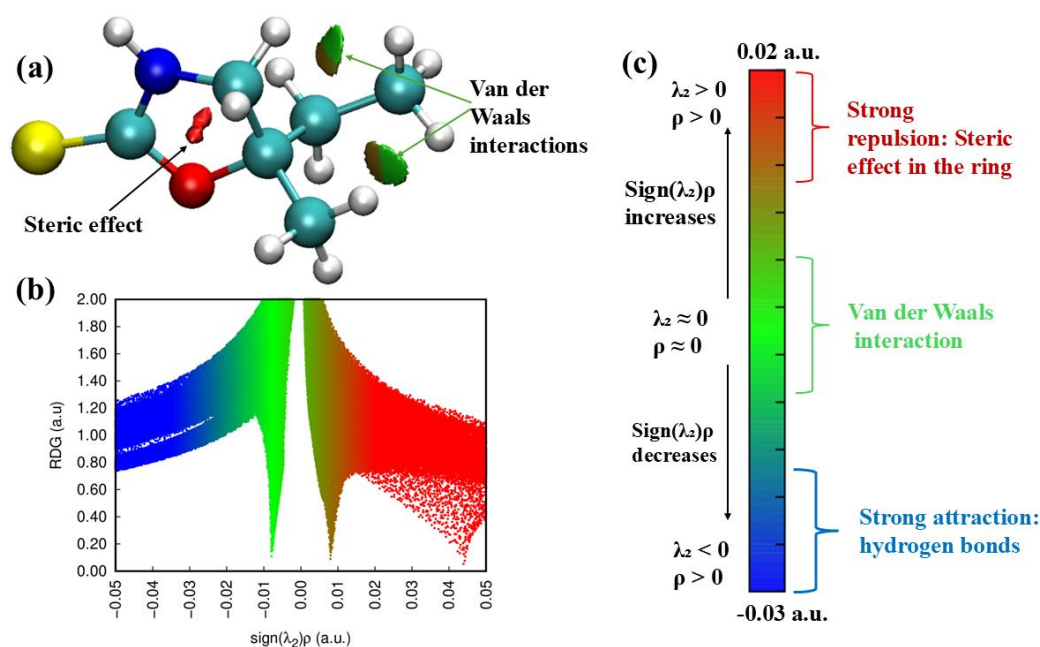 (a)
Van der
Waals
interactions
Steric effect
(b)
RDG (a.u)
2.00
1.80
1.60
1.40
1.20
1.00
0.80
0.60
0.40
0.20
0.00
−0.05
−0.04
−0.03
−0.02
−0.01
0.00
0.01
0.02
0.03
0.04
0.05
sign(λ₂)ρ (a.u.)
(c)
0.02 a.u.
λ₂ > 0
ρ > 0
Strong
repulsion: Steric
effect in the ring
Sign(λ₂)ρ
increases
λ₂ ≈ 0
ρ ≈ 0
Van der Waals
interaction
Sign(λ₂)ρ
decreases
Strong attraction:
hydrogen bonds
λ₂ < 0
ρ > 0
-0.03 a.u.